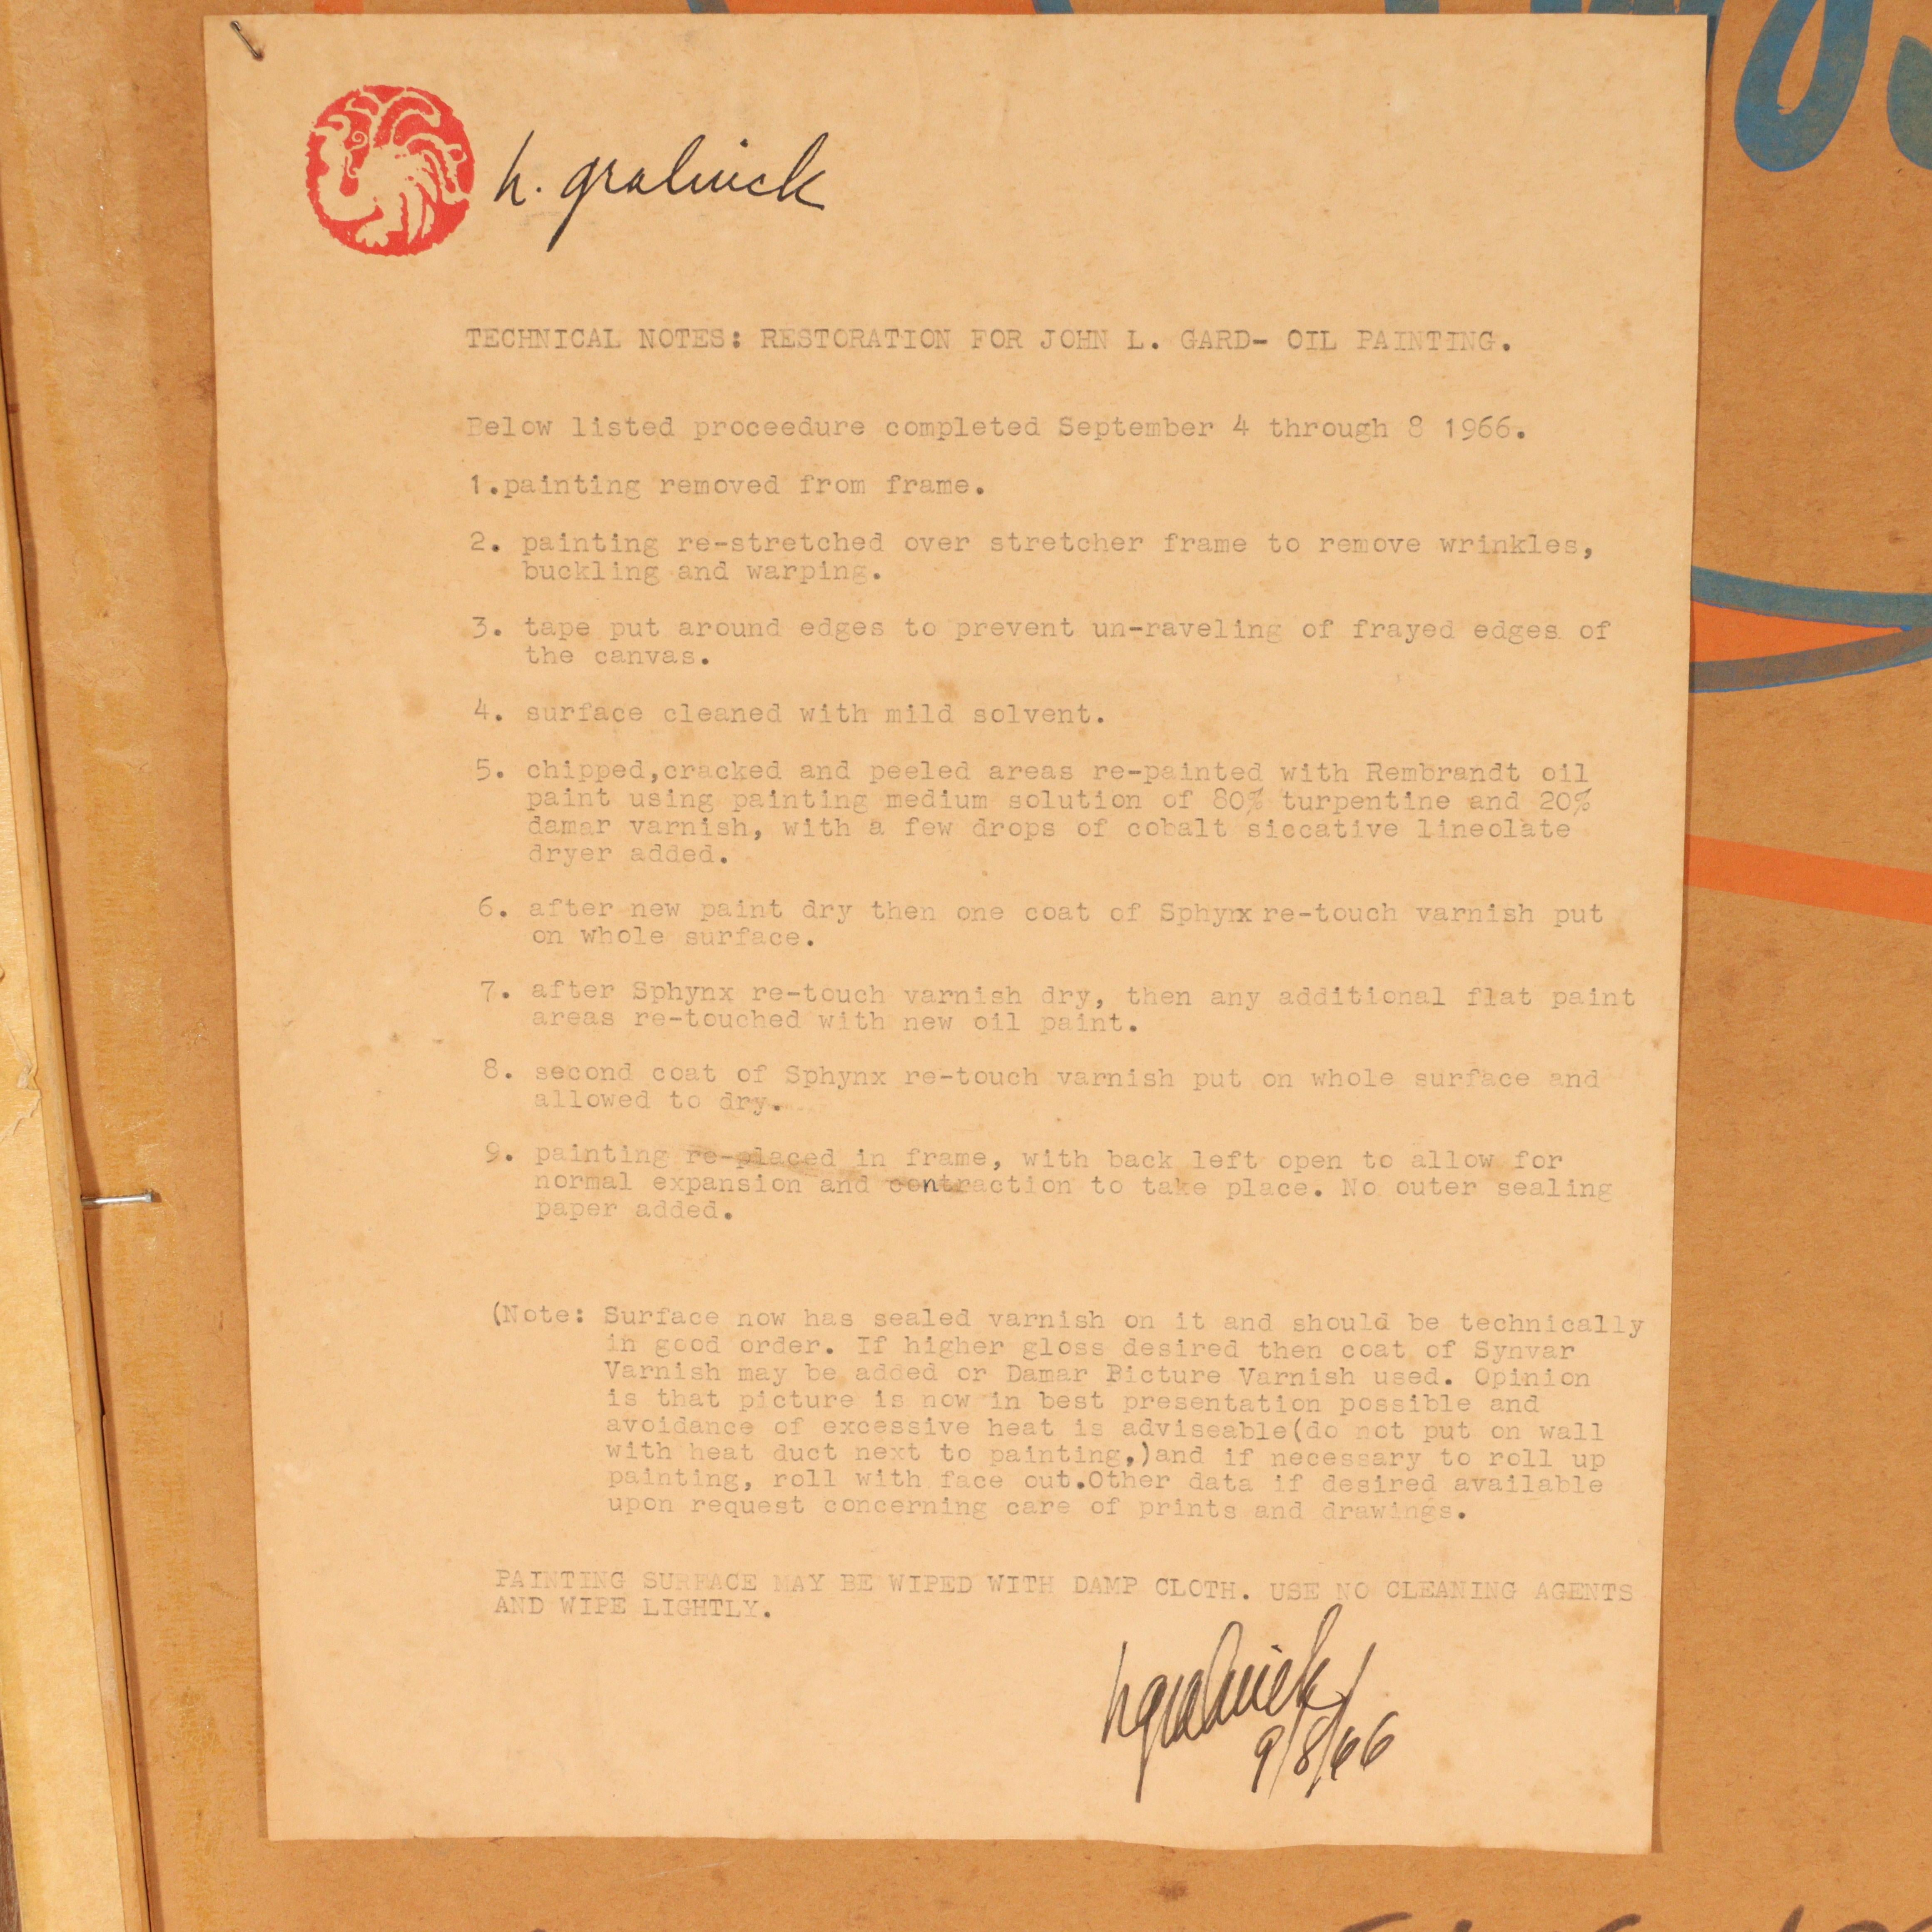 h. gralnick
TECHNICAL NOTES: RESTORATION FOR JOHN L. GARD- OIL PAINTING.
Below listed proceedure completed September 4 through 8 1966.
1.painting removed from frame.
2. painting re-stretched over stretcher frame to remove wrinkles,
buckling and warping.
3. tape put around edges to prevent un-raveling of frayed edges of
the canvas.
4. surface cleaned with mild solvent.
5. chipped,cracked and peeled areas re-painted with Rembrandt oil
paint using painting medium solution of 80% turpentine and 20%
damar varnish, with a few drops of cobalt siccative lineolate
dryer added.
6. after new paint dry then one coat of Sphynx re-touch varnish put
on whole surface.
7. after Sphynx re-touch varnish dry, then any additional flat paint
areas re-touched with new oil paint.
8. second coat of Sphynx re-touch varnish put on whole surface and
allowed to dry.
9. painting re-placed in frame, with back left open to allow for
normal expansion and contraction to take place. No outer sealing
paper added.
(Note: Surface now has sealed varnish on it and should be technically
in good order. If higher gloss desired then coat of Synvar
Varnish may be added or Damar Picture Varnish used. Opinion
is that picture is now in best presentation possible and
avoidance of excessive heat is adviseable(do not put on wall
with heat duct next to painting,)and if necessary to roll up
painting, roll with face out.Other data if desired available
upon request concerning care of prints and drawings.
PAINTING SURFACE MAY BE WIPED WITH DAMP CLOTH. USE NO CLEANING AGENTS
AND WIPE LIGHTLY.
hgralnick
9/8/66